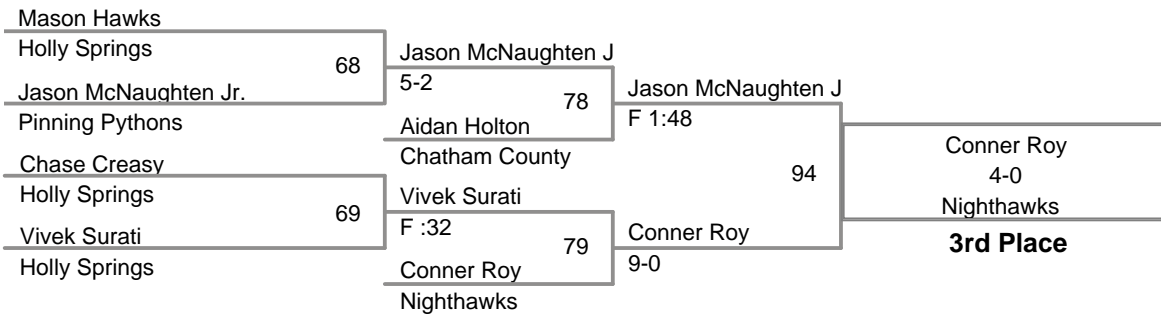 Mason Hawks
Holly Springs
68
Jason McNaughten Jr.
Pinning Pythons
Chase Creasy
Holly Springs
69
Vivek Surati
Holly Springs
Jason McNaughten J
5-2
78
Aidan Holton
Chatham County
Vivek Surati
F :32
79
Conner Roy
Nighthawks
Jason McNaughten J
F 1:48
94
Conner Roy
9-0
Conner Roy
4-0
Nighthawks
3rd Place